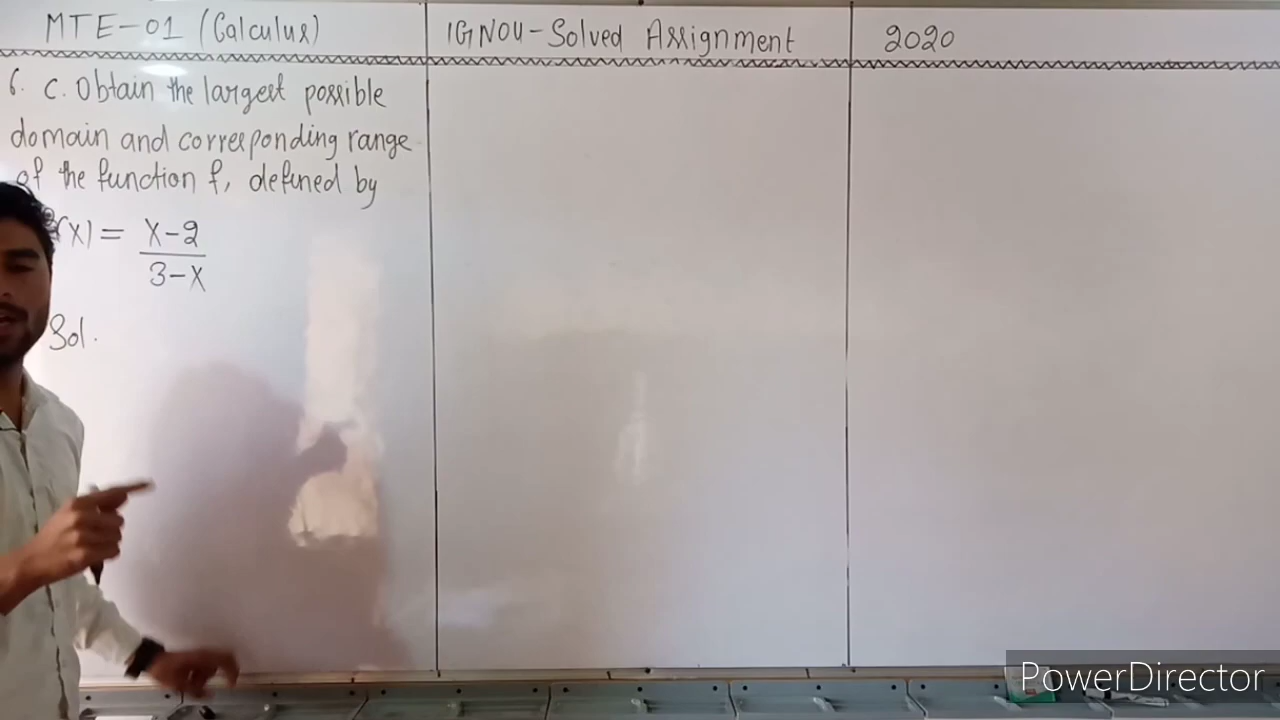 MTE-01 (Calculus)
IGNOU-Solved Assignment
2020
6. C. Obtain the largest possible
domain and corresponding range
of the function f, defined by
(x) = x-2
3-x
Sol.
PowerDirector